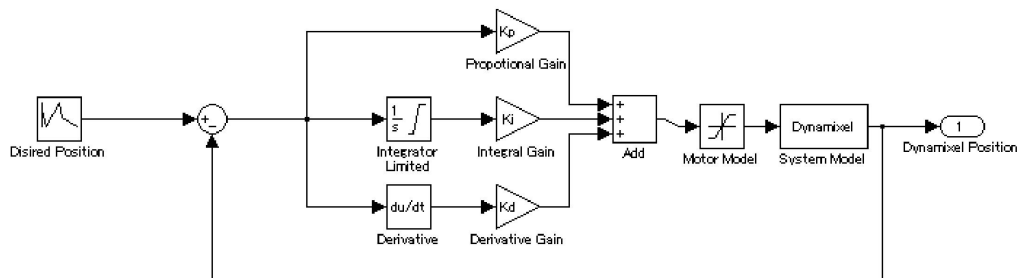 Kp
Propotional Gain
Disired Position
+
−
1
s
Integrator
Limited
Ki
Integral Gain
du/dt
Derivative
Kd
Derivative Gain
+
+
+
Add
Motor Model
Dynamixel
System Model
1
Dynamixel Position